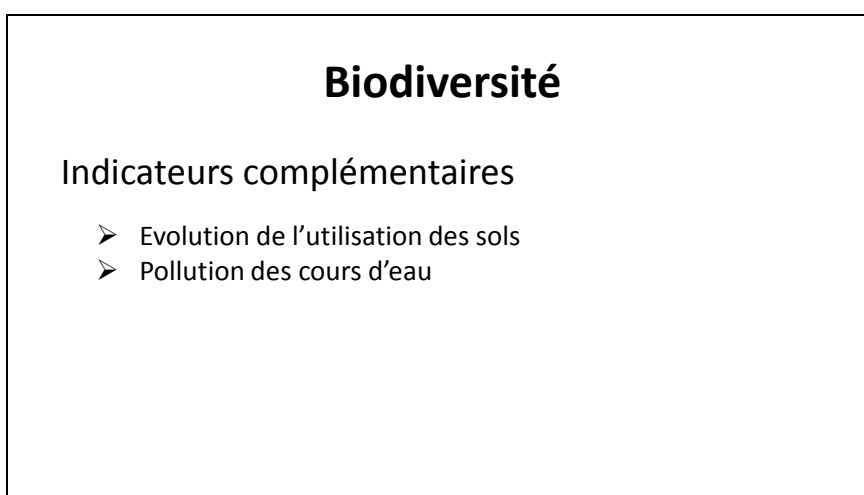 Biodiversité
Indicateurs complémentaires
➢ Evolution de l’utilisation des sols
➢ Pollution des cours d’eau